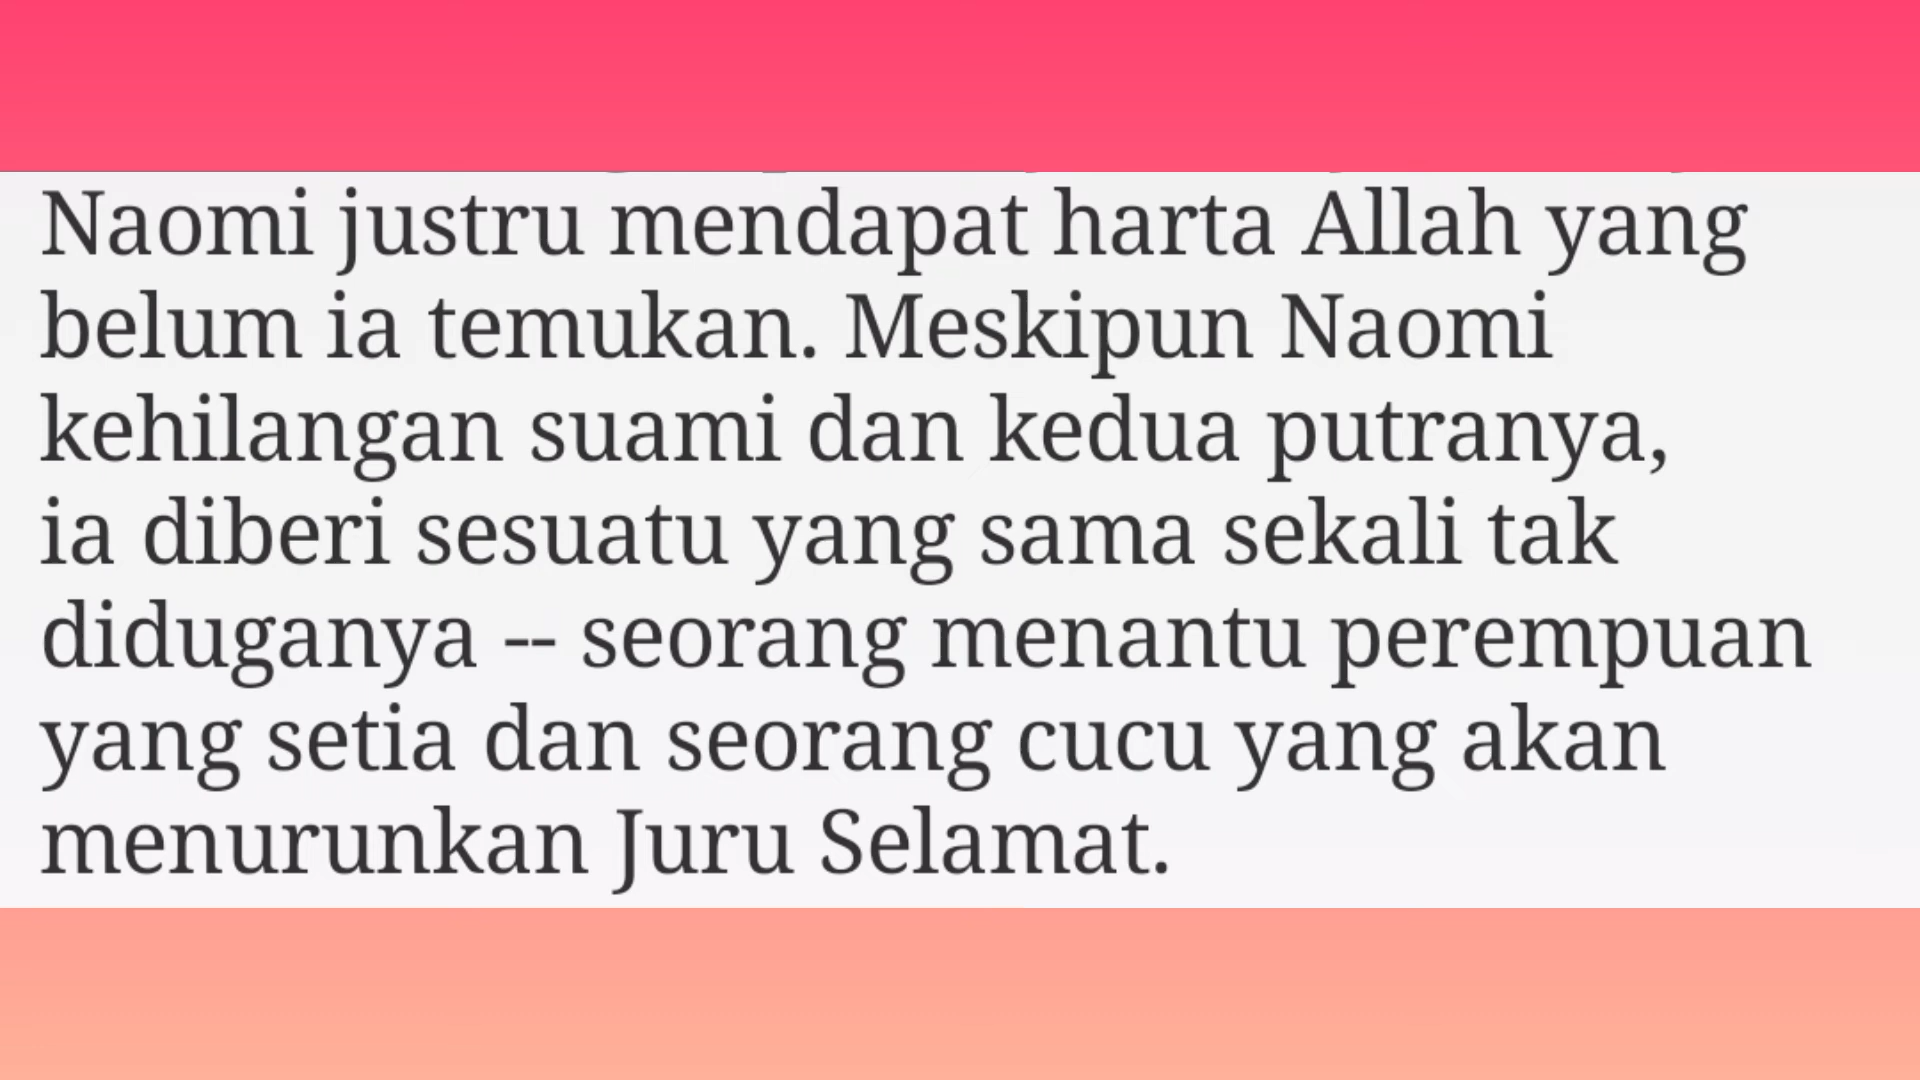 Naomi justru mendapat harta Allah yang
belum ia temukan. Meskipun Naomi
kehilangan suami dan kedua putranya,
ia diberi sesuatu yang sama sekali tak
diduganya -- seorang menantu perempuan
yang setia dan seorang cucu yang akan
menurunkan Juru Selamat.